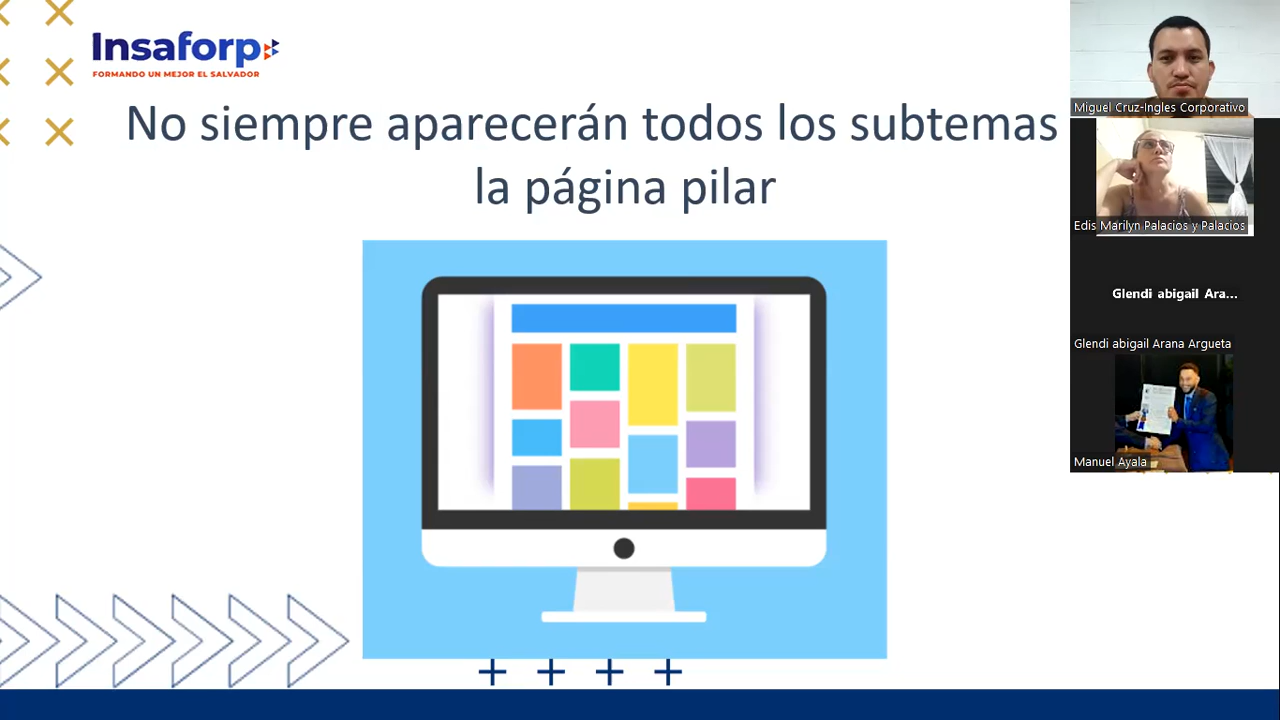 Insaforp
FORMANDO UN MEJOR EL SALVADOR
No siempre aparecerán todos los subtemas
la página pilar
Miguel Cruz-Ingles Corporativo
Edis Marilyn Palacios y Palacios
Glendi abigail Ara...
Glendi abigail Arana Argueta
Manuel Ayala